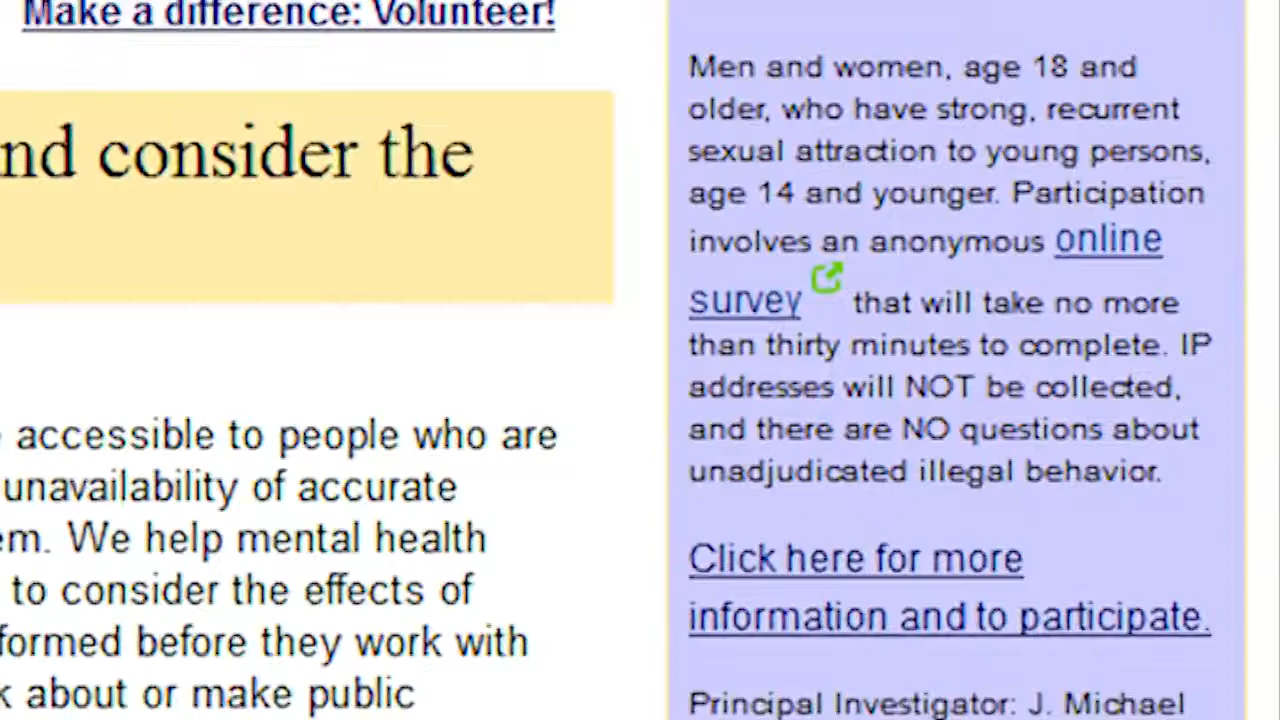 Make a difference: Volunteer!
nd consider the
accessible to people who are
unavailability of accurate
em. We help mental health
to consider the effects of
formed before they work with
k about or make public
Men and women, age 18 and
older, who have strong, recurrent
sexual attraction to young persons,
age 14 and younger. Participation
involves an anonymous online
survey that will take no more
than thirty minutes to complete. IP
addresses will NOT be collected,
and there are NO questions about
unadjudicated illegal behavior.
Click here for more
information and to participate.
Principal Investigator: J. Michael